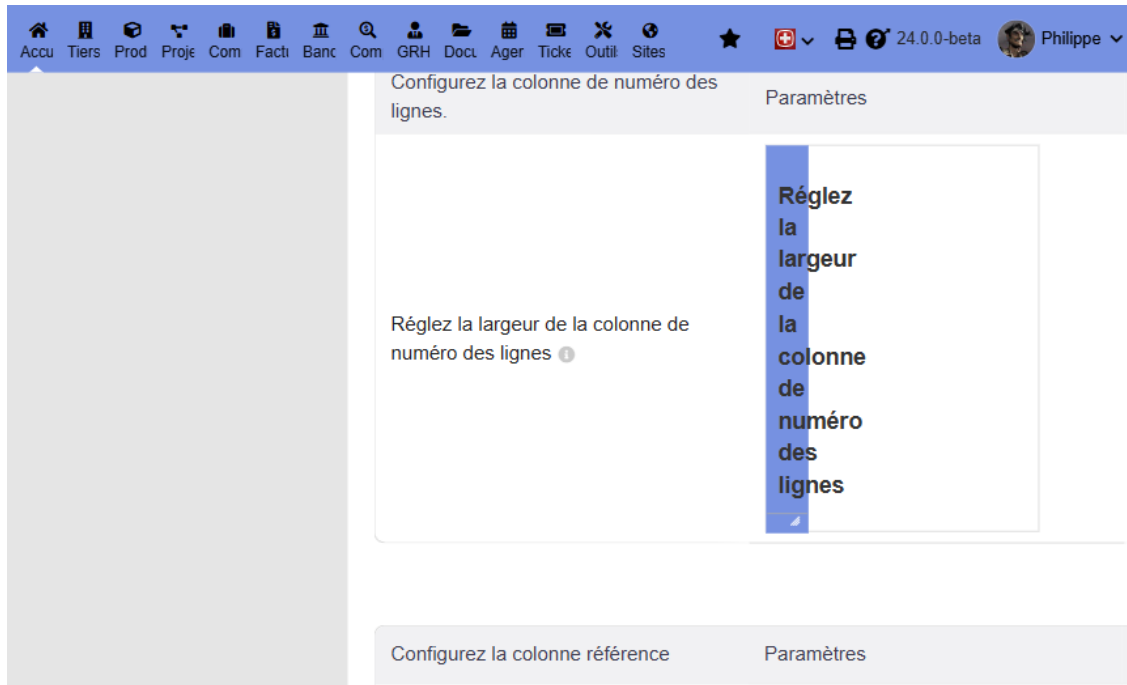 Accu Tiers Prod Proje Com Factı Banc Com GRH Docu Ager Ticke Outil Sites 24.0.0-beta Philippe
Configurez la colonne de numéro des
lignes.
Paramètres
Réglez la largeur de la colonne de
numéro des lignes
Réglez
la
largeur
de
la
colonne
de
numéro
des
lignes
Configurez la colonne référence
Paramètres